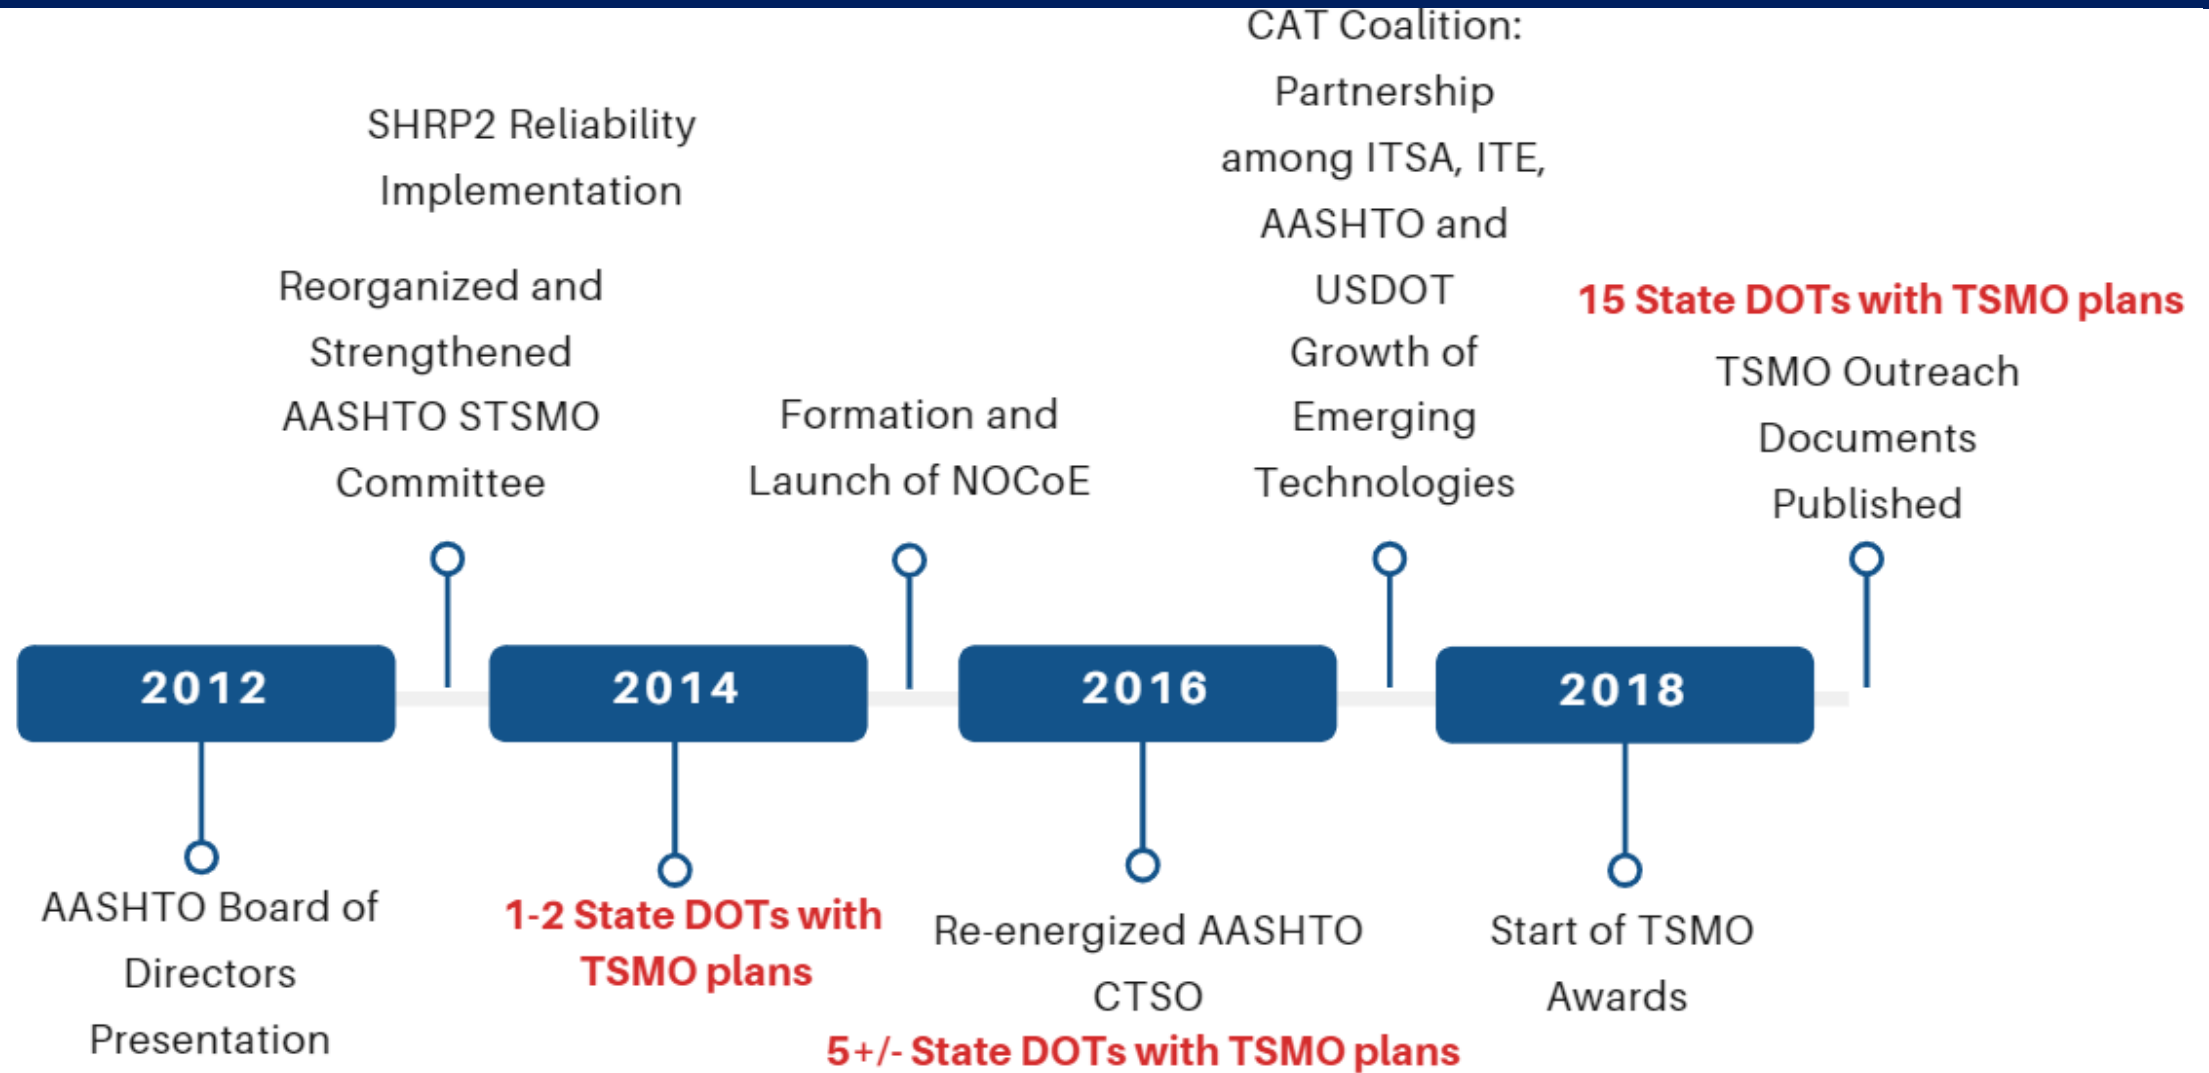 CAT Coalition:
Partnership
among ITSA, ITE,
AASHTO and
USDOT
Growth of
Emerging
Technologies
SHRP2 Reliability
Implementation
Reorganized and
Strengthened
AASHTO STSMO
Committee
Formation and
Launch of NOCoE
15 State DOTs with TSMO plans
TSMO Outreach
Documents
Published
2012
2014
2016
2018
AASHTO Board of
Directors
Presentation
1-2 State DOTs with
TSMO plans
Re-energized AASHTO
CTSO
5+/- State DOTs with TSMO plans
Start of TSMO
Awards